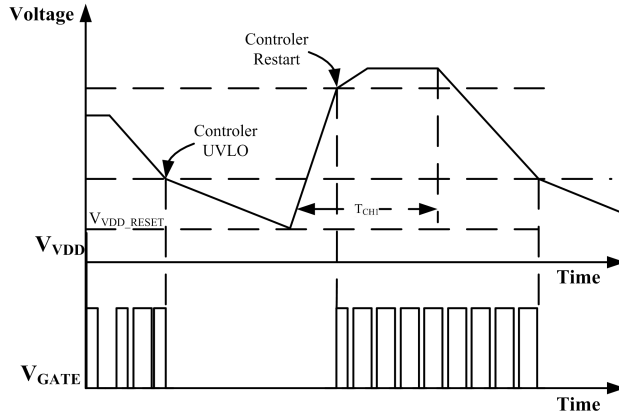 Voltage
Controler
Restart
Controler
UVLO
T_CH1
V_VDD_RESET
V_VDD
Time
V_GATE
Time